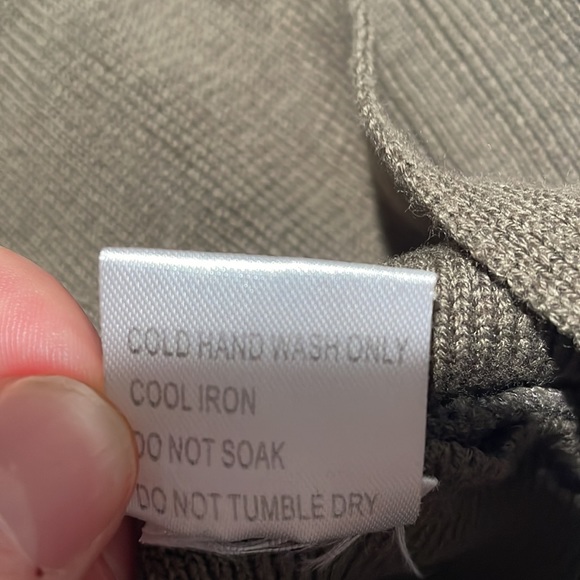 COLD HAND WASH ONLY
COOL IRON
DO NOT SOAK
DO NOT TUMBLE DRY